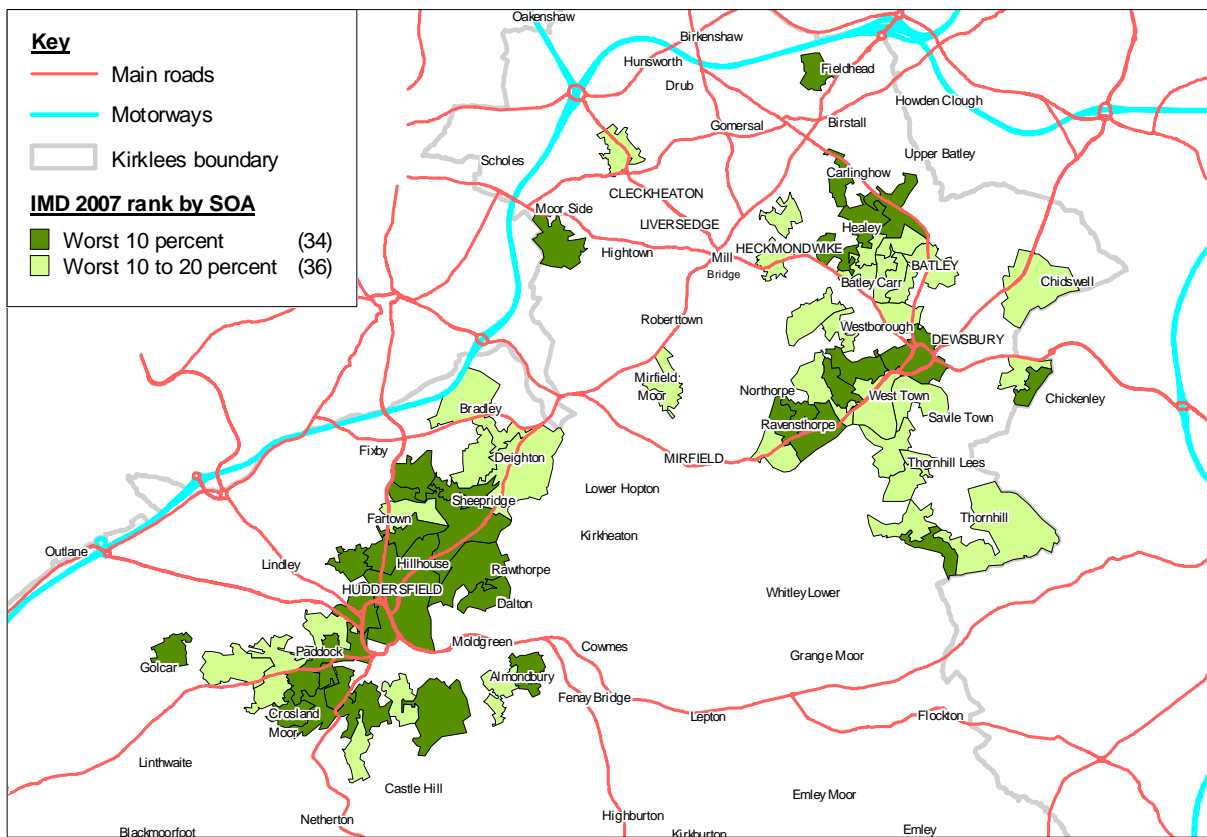 Key
Main roads
Motorways
Kirklees boundary
IMD 2007 rank by SOA
Worst 10 percent (34)
Worst 10 to 20 percent (36)
Oakenshaw
Birkenshaw
Hunsworth
Drub
Fieldhead
Howden Clough
Gomersal
Birstall
Scholes
Upper Batley
Carlinghow
CLECKHEATON
Moor Side
LIVERSEDGE
Healey
Hightown
Mill
Bridge
HECKMONDWIKE
BATLEY
Batley Carr
Chidswell
Roberttown
Westborough
DEWSBURY
Mirfield
Moor
Northorpe
West Town
Chickenley
Savile Town
Bradley
Ravensthorpe
Fixby
Deighton
MIRFIELD
Thornhill Lees
Lower Hopton
Sheepridge
Fartown
Thornhill
Kirkheaton
Outlane
Lindley
Hillhouse
Rawthorpe
HUDDERSFIELD
Dalton
Whitley Lower
Moldgreen
Cownes
Paddock
Grange Moor
Golcar
Almondbury
Fenay Bridge
Crosland
Moor
Lepton
Flockton
Linthwaite
Castle Hill
Emley Moor
Netherton
Highburton
Blackmoorfoot
Kirkburton
Emley